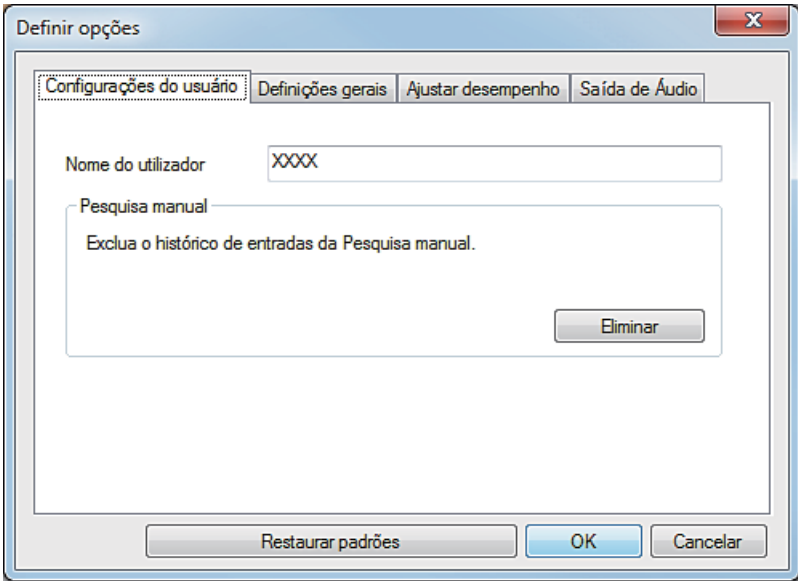 Definir opções
Configurações do usuário Definições gerais Ajustar desempenho Saída de Áudio
Nome do utilizador XXXX
Pesquisa manual
Exclua o histórico de entradas da Pesquisa manual.
Eliminar
Restaurar padrões OK Cancelar